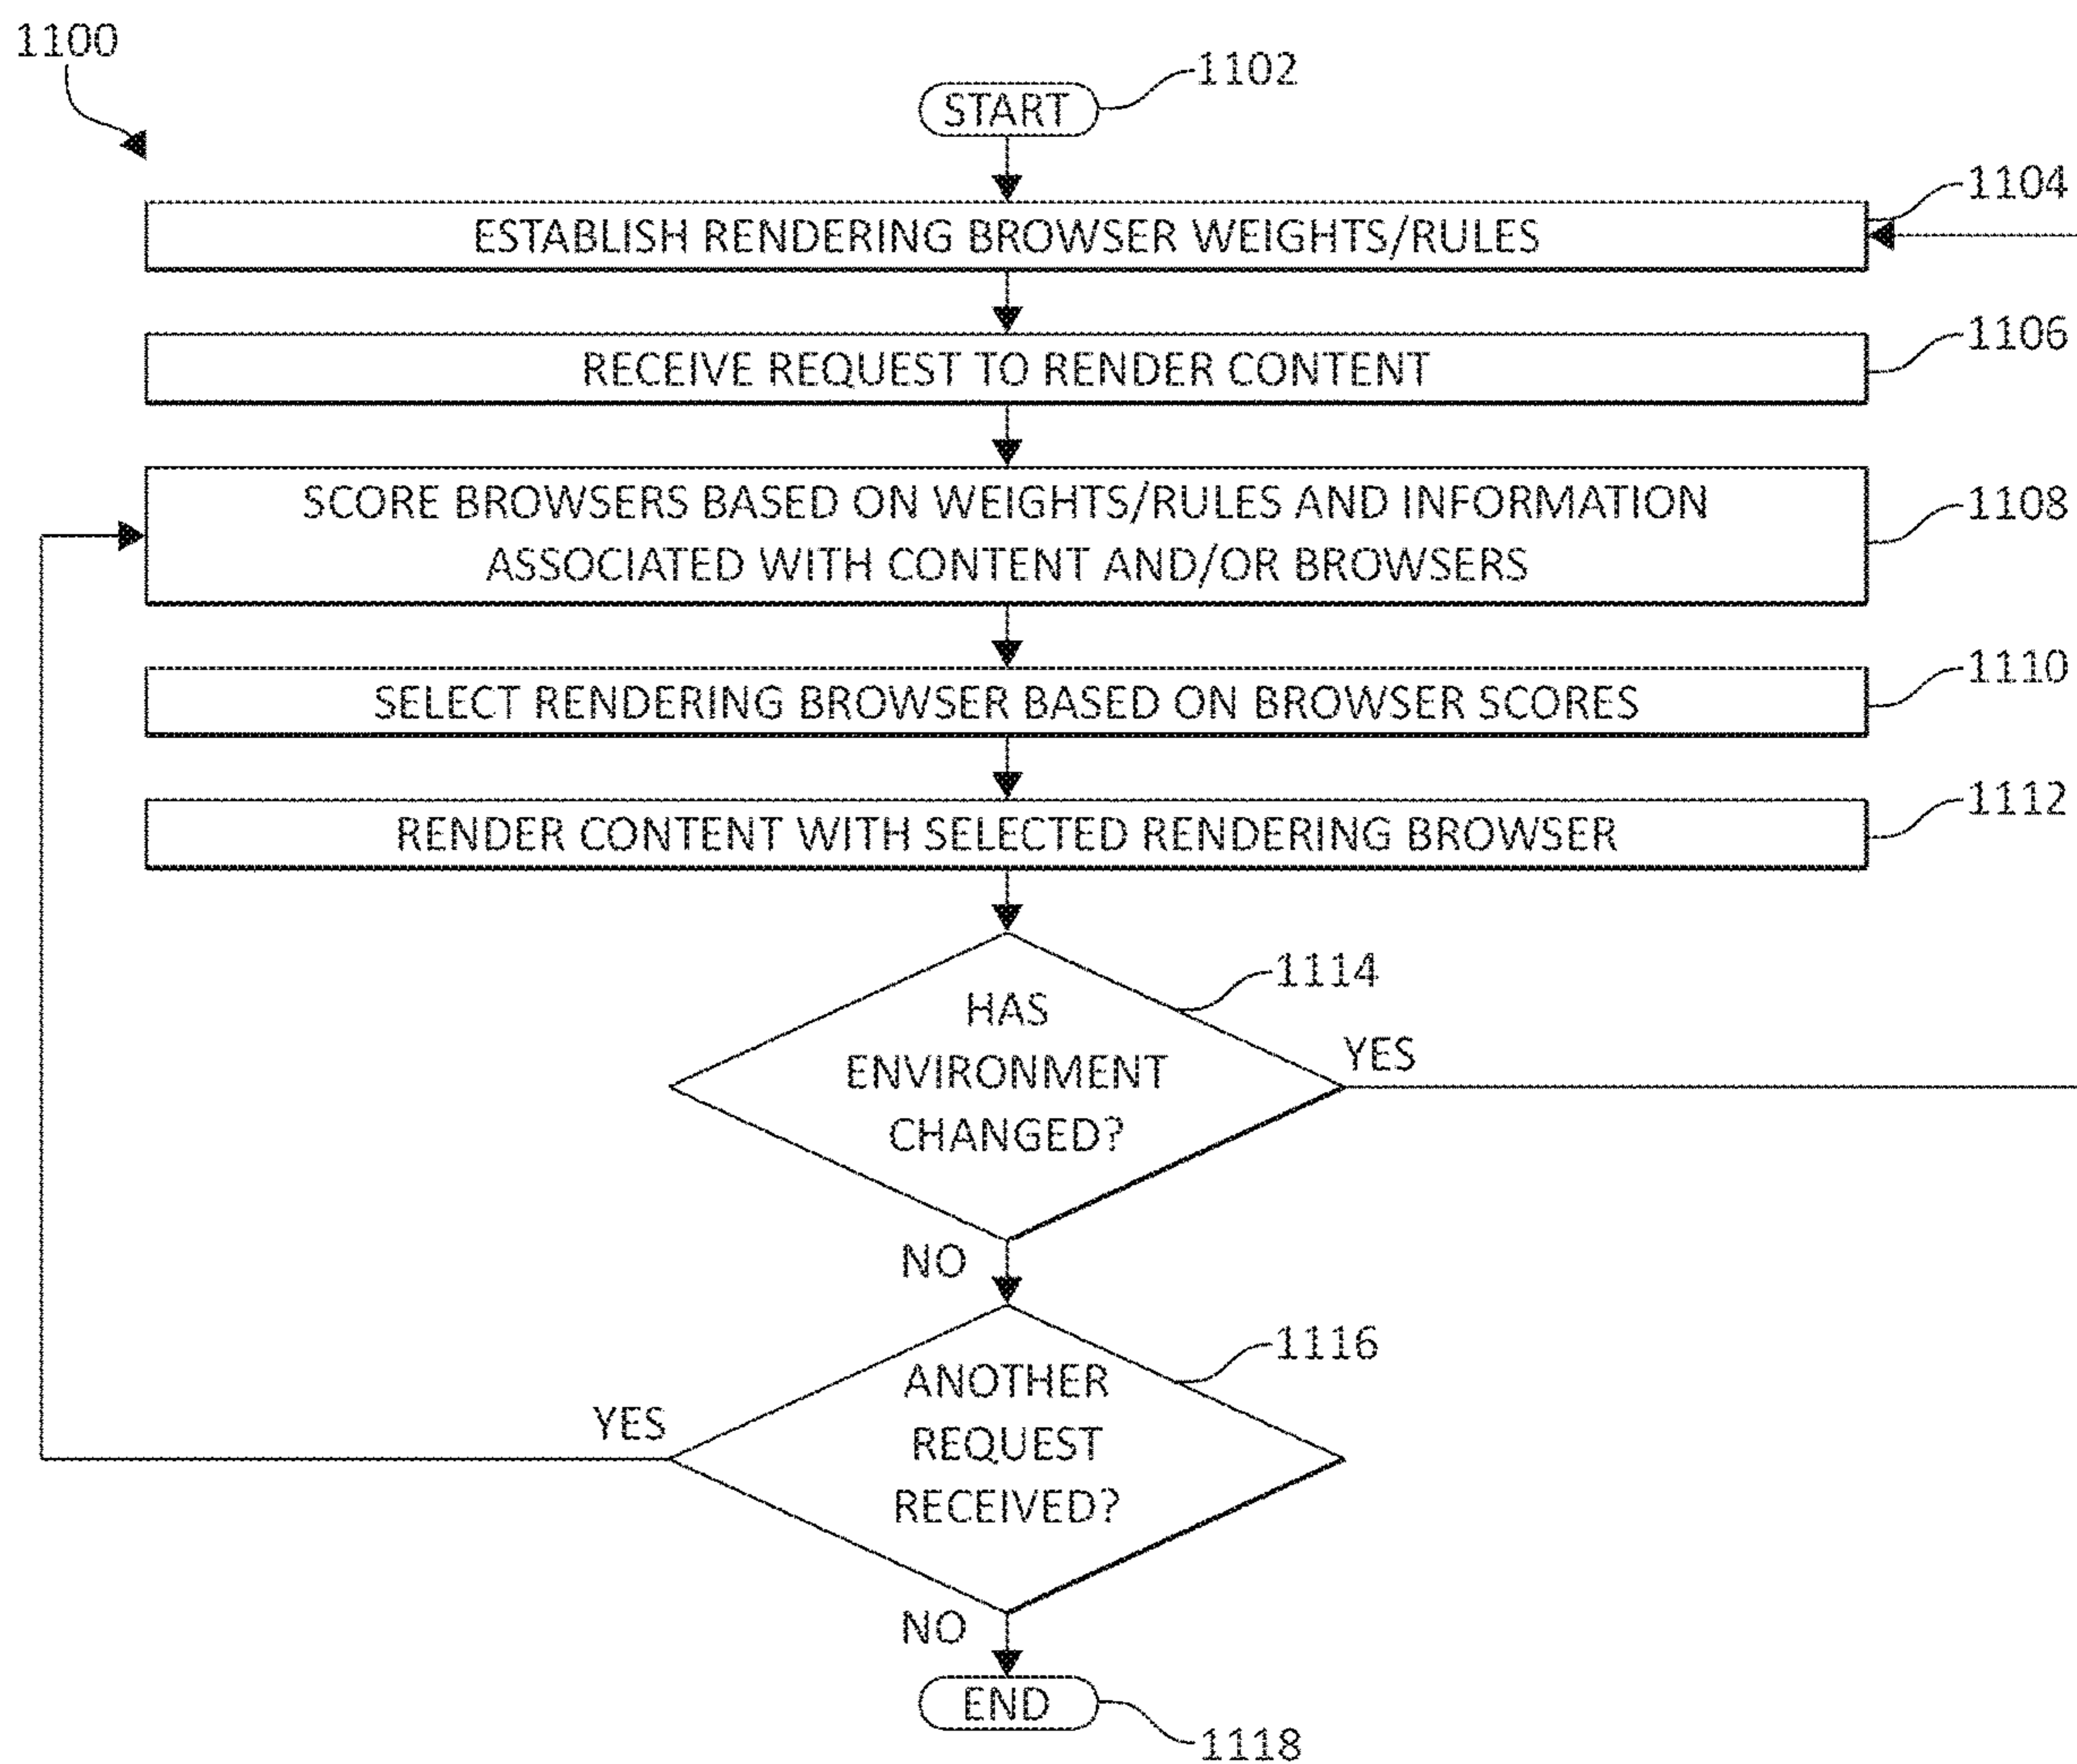 1100
START
1102
1104
ESTABLISH RENDERING BROWSER WEIGHTS/RULES
1106
RECEIVE REQUEST TO RENDER CONTENT
SCORE BROWSERS BASED ON WEIGHTS/RULES AND INFORMATION
ASSOCIATED WITH CONTENT AND/OR BROWSERS
1108
1110
SELECT RENDERING BROWSER BASED ON BROWSER SCORES
1112
RENDER CONTENT WITH SELECTED RENDERING BROWSER
1114
HAS
ENVIRONMENT
CHANGED?
YES
NO
1116
ANOTHER
REQUEST
RECEIVED?
YES
NO
END
1118